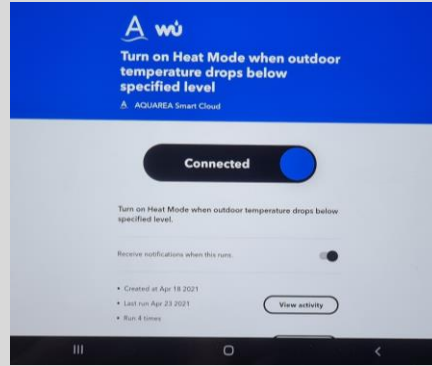 A wu
Turn on Heat Mode when outdoor
temperature drops below
specified level
A AQUAREA Smart Cloud
Connected
Turn on Heat Mode when outdoor temperature drops below
specified level.
Receive notifications when this runs.
• Created at Apr 18 2021
• Last run Apr 23 2021
View activity
• Run 4 times